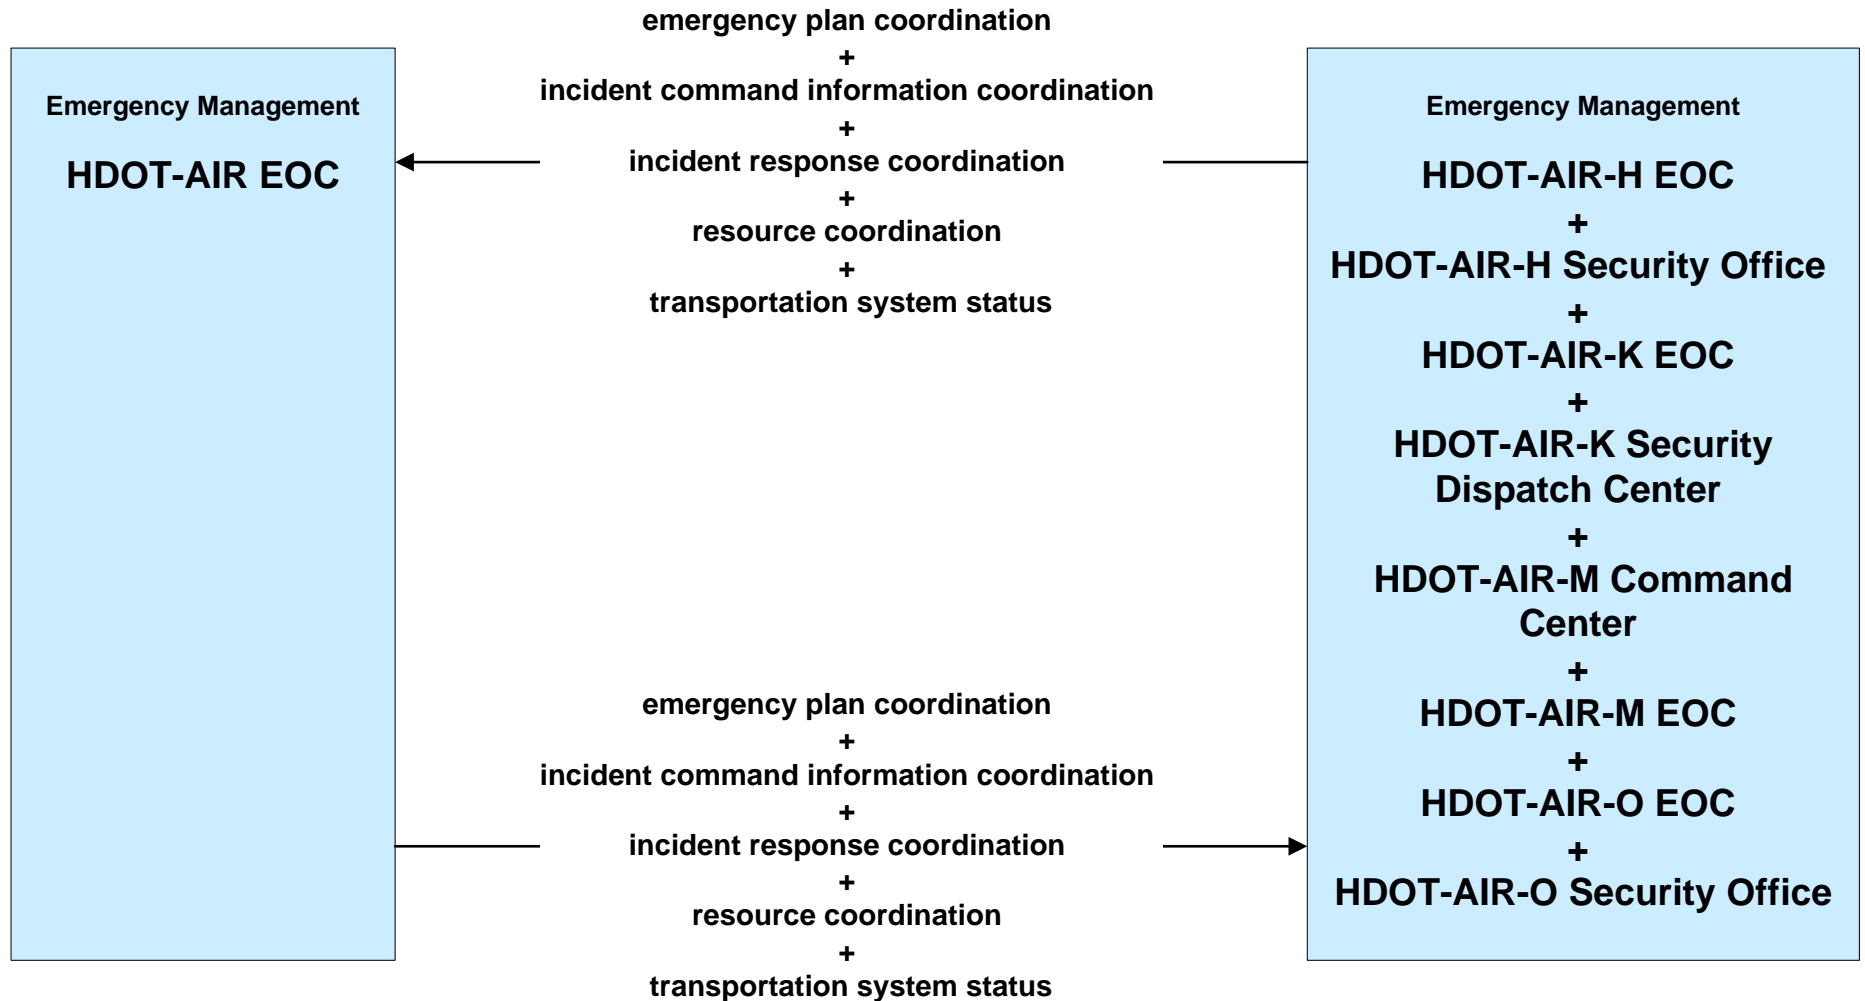 Emergency Management
HDOT-AIR EOC
emergency plan coordination
+
incident command information coordination
+
incident response coordination
+
resource coordination
+
transportation system status
emergency plan coordination
+
incident command information coordination
+
incident response coordination
+
resource coordination
+
transportation system status
Emergency Management
HDOT-AIR-H EOC
+
HDOT-AIR-H Security Office
+
HDOT-AIR-K EOC
+
HDOT-AIR-K Security
Dispatch Center
+
HDOT-AIR-M Command
Center
+
HDOT-AIR-M EOC
+
HDOT-AIR-O EOC
+
HDOT-AIR-O Security Office